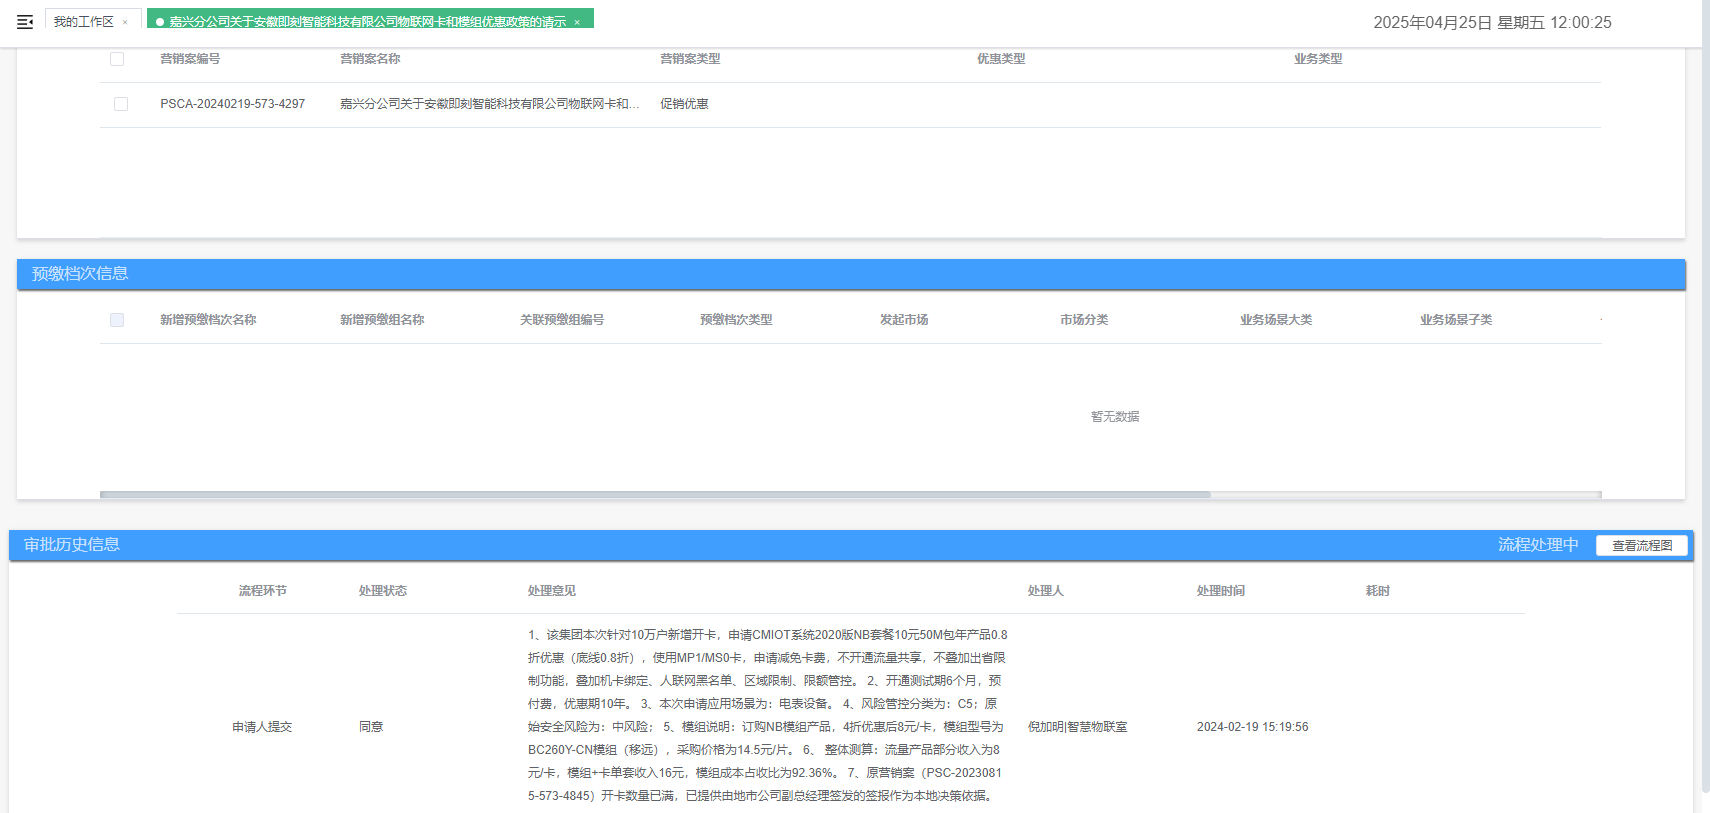 我的工作区 ×
嘉兴分公司关于安徽即刻智能科技有限公司物联网卡和模组优惠政策的请示 ×
2025年04月25日 星期五 12:00:25
营销案编号 营销案名称 营销案类型 优惠类型 业务类型
PSCA-20240219-573-4297 嘉兴分公司关于安徽即刻智能科技有限公司物联网卡和... 促销优惠
预缴档次信息
新增预缴档次名称 新增预缴组名称 关联预缴组编号 预缴档次类型 发起市场 市场分类 业务场景大类 业务场景子类
暂无数据
审批历史信息 流程处理中 查看流程图
流程环节 处理状态 处理意见 处理人 处理时间 耗时
申请人提交 同意
1、该集团本次针对10万户新增开卡，申请CMIOT系统2020版NB套餐10元50M包年产品0.8
折优惠（底线0.8折），使用MP1/MS0卡，申请减免卡费，不开通流量共享，不叠加出省限
制功能，叠加机卡绑定、人联网黑名单、区域限制、限额管控。 2、开通测试期6个月，预
付费，优惠期10年。 3、本次申请应用场景为：电表设备。 4、风险管控分类为：C5；原
始安全风险为：中风险； 5、模组说明：订购NB模组产品，4折优惠后8元/卡，模组型号为
BC260Y-CN模组（移远），采购价格为14.5元/片。 6、 整体测算：流量产品部分收入为8
元/卡，模组+卡单套收入16元，模组成本占收比为92.36%。 7、原营销案（PSC-2023081
5-573-4845）开卡数量已满，已提供由地市公司副总经理签发的签报作为本地决策依据。
倪加明|智慧物联室 2024-02-19 15:19:56